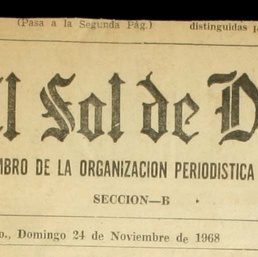 (Pasa a la Segunda Pág.) distinguidas
l Sol de D
MBRO DE LA ORGANIZACION PERIODISTICA
SECCION—B
o., Domingo 24 de Noviembre de 1968